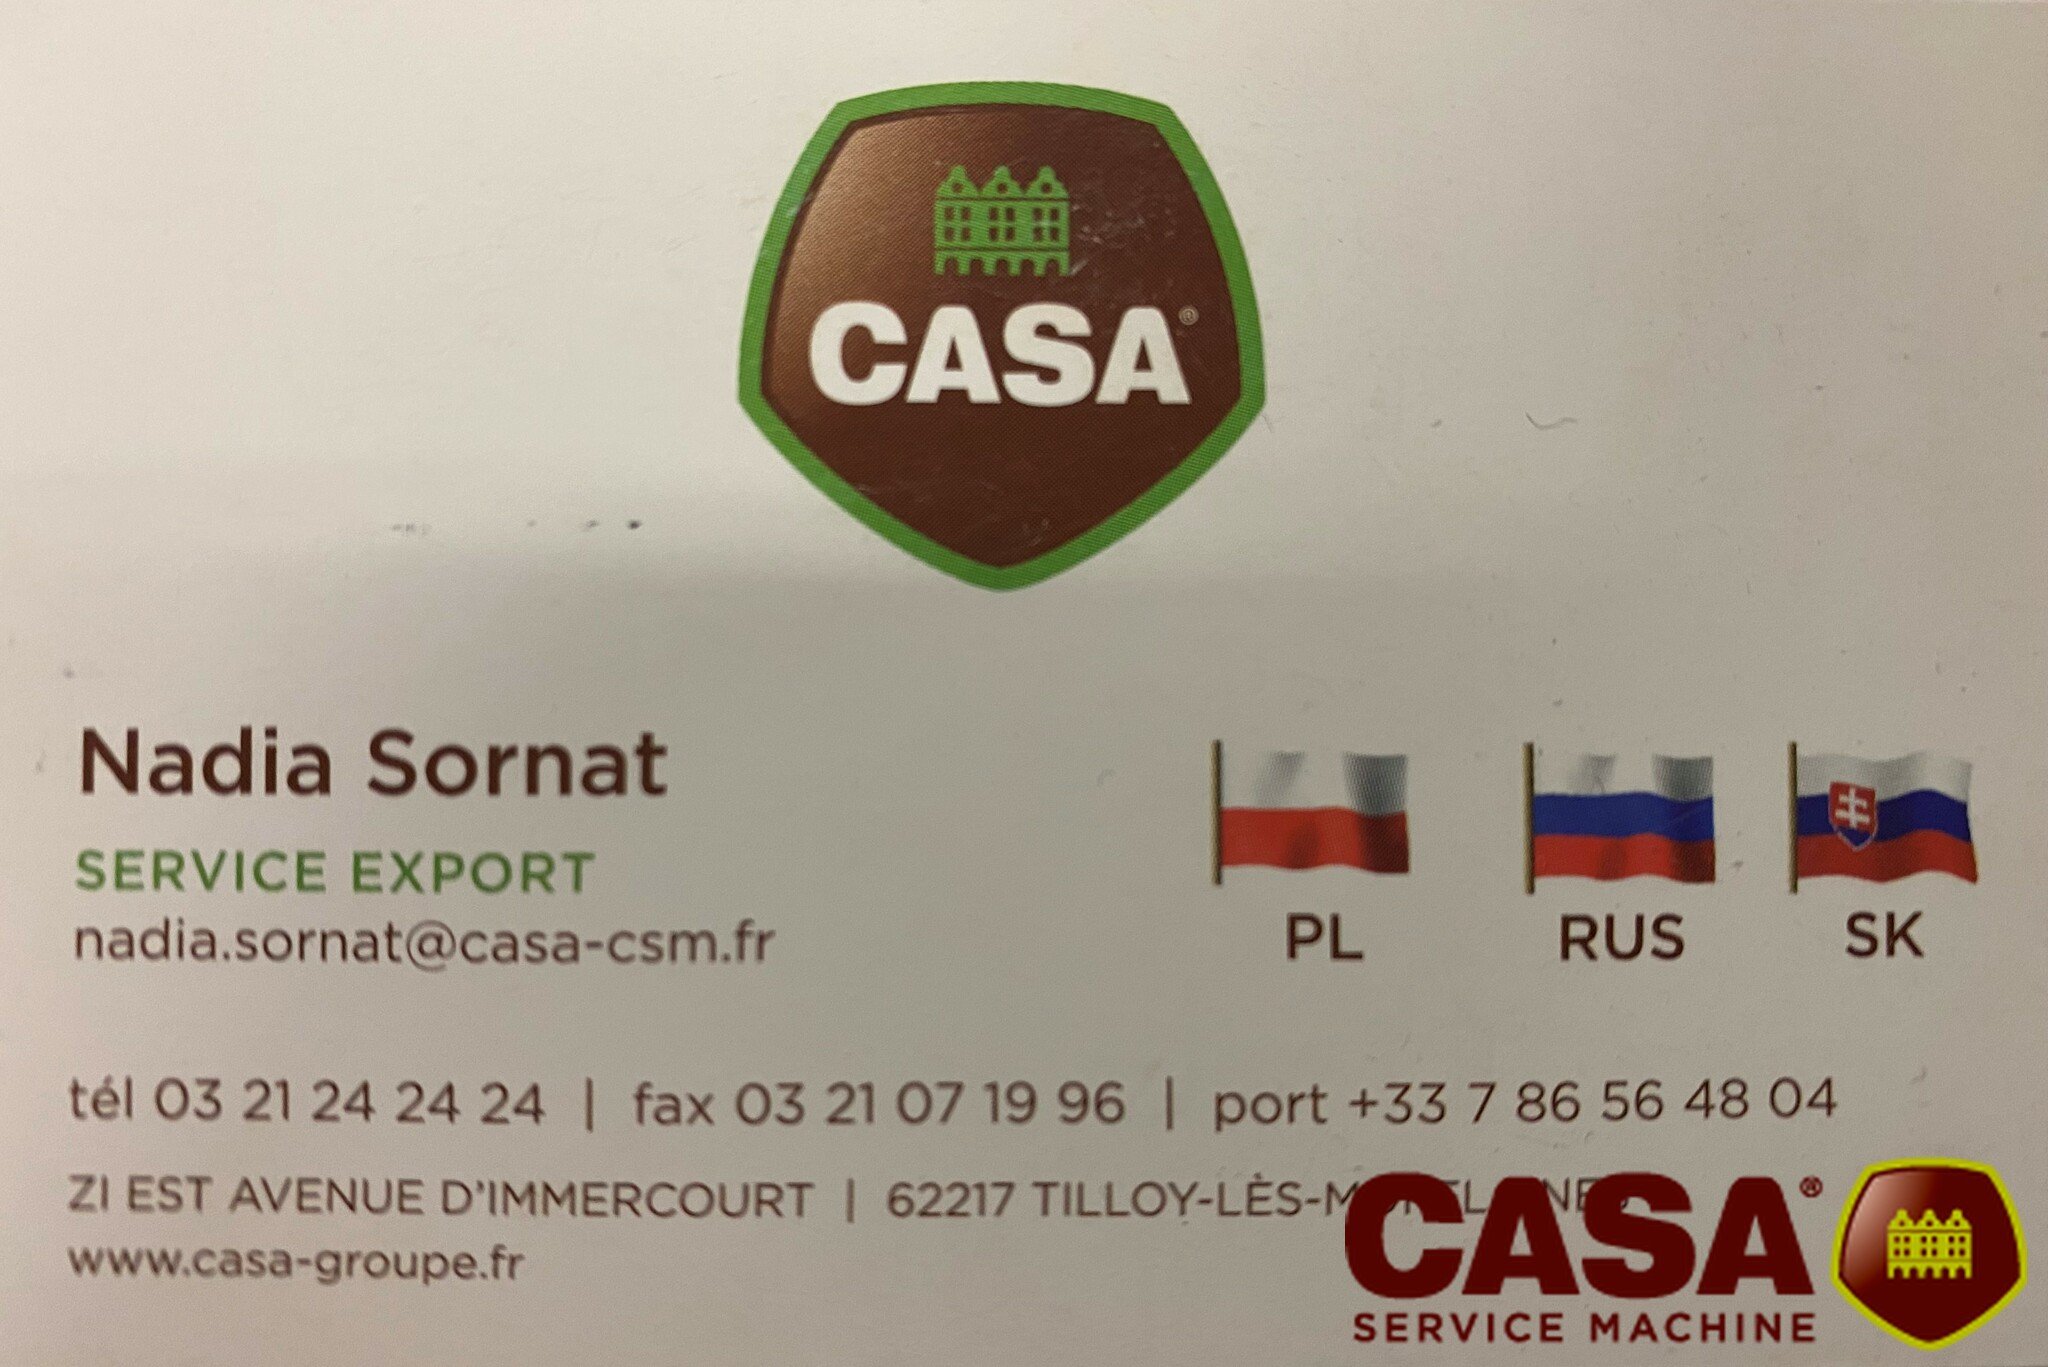 CASA®
Nadia Sornat
SERVICE EXPORT
nadia.sornat@casa-csm.fr
PL RUS SK
tél 03 21 24 24 24 | fax 03 21 07 19 96 | port +33 7 86 56 48 04
ZI EST AVENUE D'IMMERCOURT | 62217
www.casa-groupe.fr
CASA®
SERVICE MACHINE